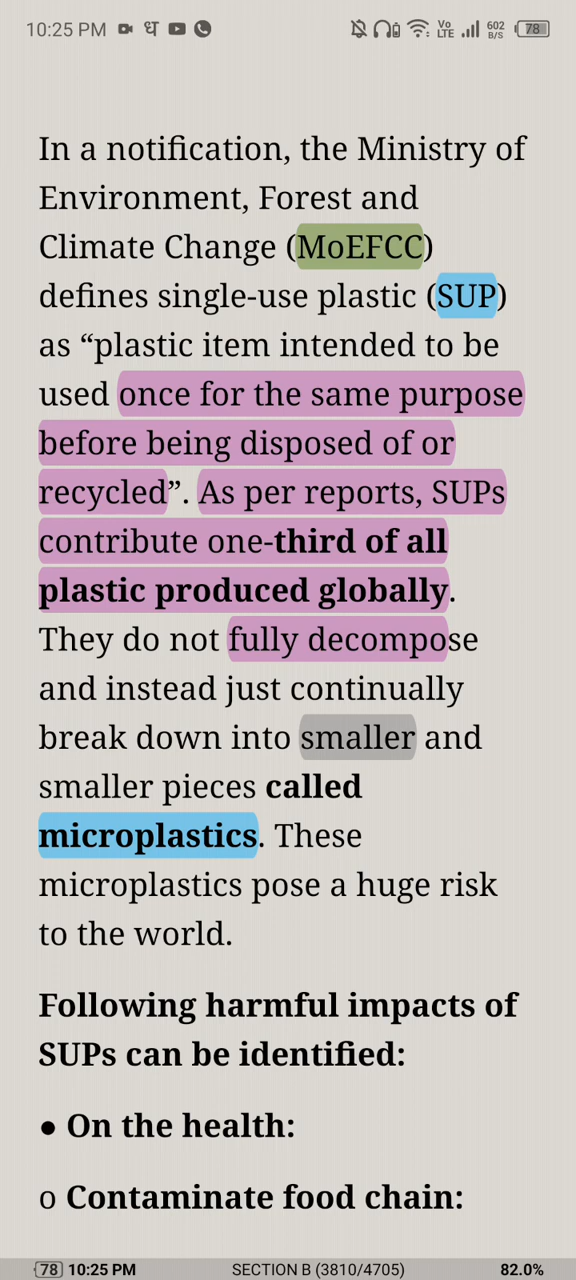 10:25 PM ધ Vo LTE 602 B/S 78
In a notification, the Ministry of
Environment, Forest and
Climate Change (MoEFCC)
defines single-use plastic (SUP)
as “plastic item intended to be
used once for the same purpose
before being disposed of or
recycled”. As per reports, SUPs
contribute one-third of all
plastic produced globally.
They do not fully decompose
and instead just continually
break down into smaller and
smaller pieces called
microplastics. These
microplastics pose a huge risk
to the world.
Following harmful impacts of
SUPs can be identified:
● On the health:
o Contaminate food chain:
78 10:25 PM SECTION B (3810/4705) 82.0%